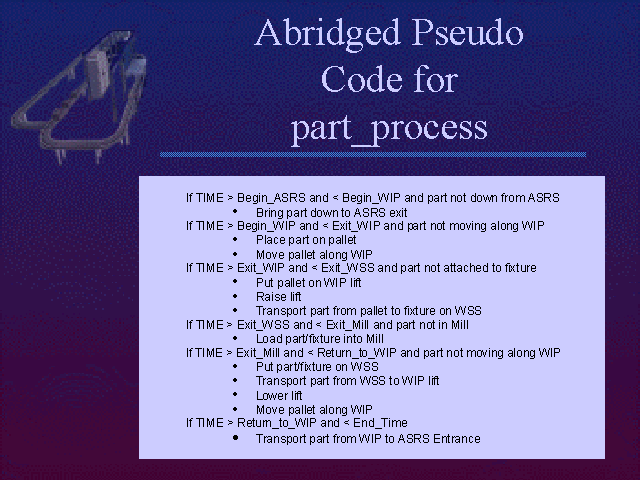 Abridged Pseudo
Code for
part_process
If TIME > Begin_ASRS and < Begin_WIP and part not down from ASRS
• Bring part down to ASRS exit
If TIME > Begin_WIP and < Exit_WIP and part not moving along WIP
• Place part on pallet
• Move pallet along WIP
If TIME > Exit_WIP and < Exit_WSS and part not attached to fixture
• Put pallet on WIP lift
• Raise lift
• Transport part from pallet to fixture on WSS
If TIME > Exit_WSS and < Exit_Mill and part not in Mill
• Load part/fixture into Mill
If TIME > Exit_Mill and < Return_to_WIP and part not moving along WIP
• Put part/fixture on WSS
• Transport part from WSS to WIP lift
• Lower lift
• Move pallet along WIP
If TIME > Return_to_WIP and < End_Time
• Transport part from WIP to ASRS Entrance